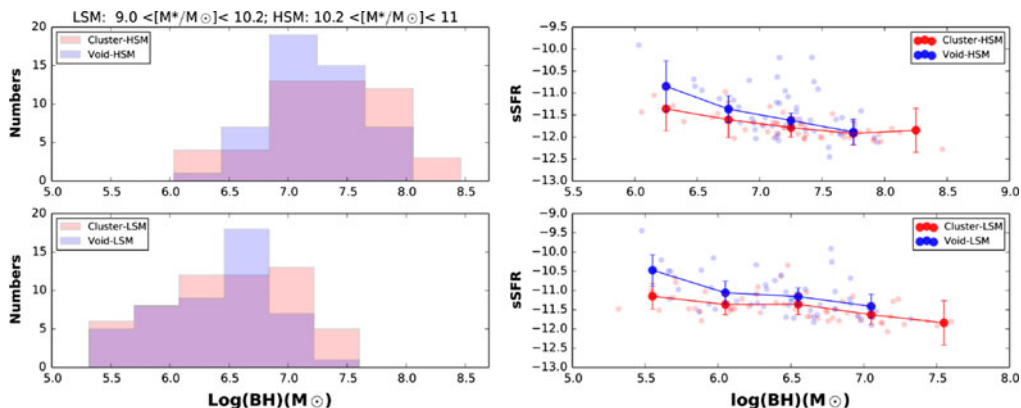 LSM: 9.0 <[M*/M⊙]< 10.2; HSM: 10.2 <[M*/M⊙]< 11
20
15
10
5
0
Numbers
Cluster-HSM
Void-HSM
5.0 5.5 6.0 6.5 7.0 7.5 8.0 8.5
−9.5
−10.0
−10.5
−11.0
−11.5
−12.0
−12.5
−13.0
sSFR
Cluster-HSM
Void-HSM
5.5 6.0 6.5 7.0 7.5 8.0 8.5 9.0
20
15
10
5
0
Numbers
Cluster-LSM
Void-LSM
5.0 5.5 6.0 6.5 7.0 7.5 8.0 8.5
Log(BH)(M⊙)
−9.0
−9.5
−10.0
−10.5
−11.0
−11.5
−12.0
−12.5
−13.0
sSFR
Cluster-LSM
Void-LSM
5.0 5.5 6.0 6.5 7.0 7.5 8.0
log(BH)(M⊙)